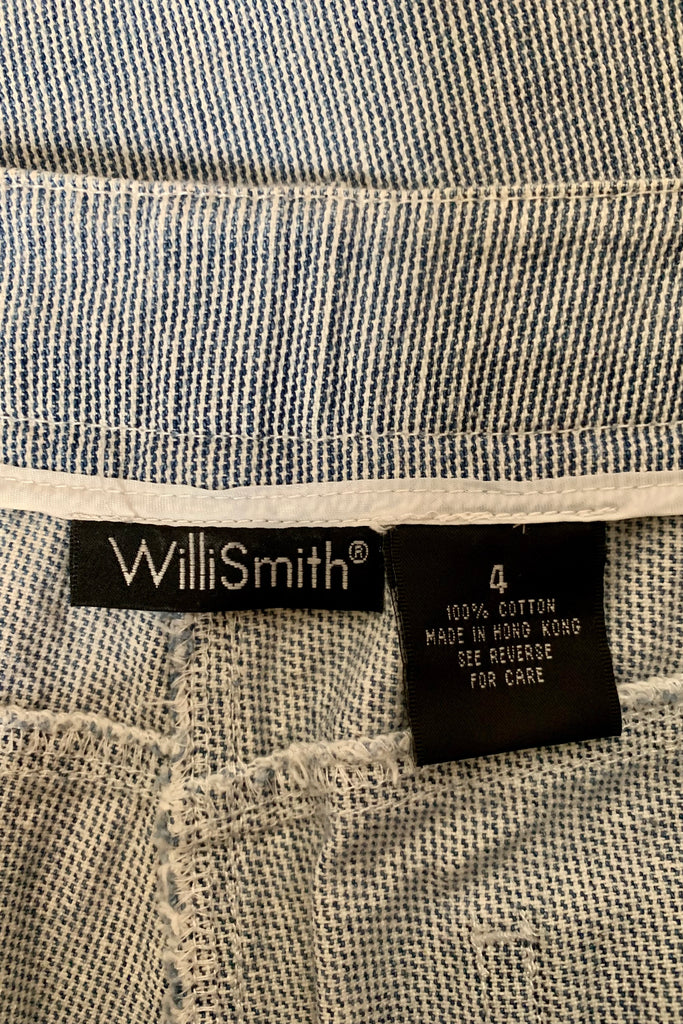 WilliSmith®
4
100% COTTON
MADE IN HONG KONG
SEE REVERSE
FOR CARE